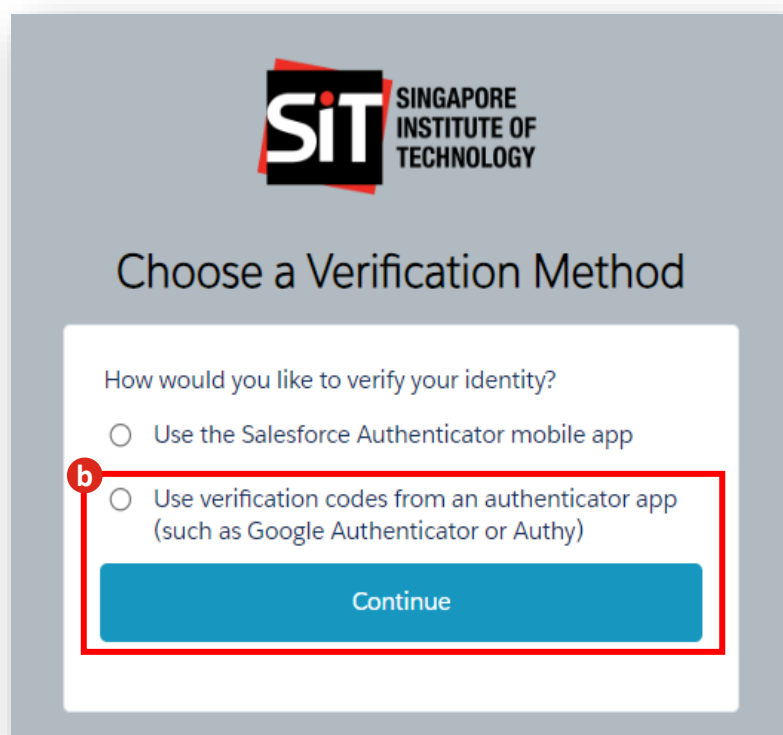 SiT
SINGAPORE
INSTITUTE OF
TECHNOLOGY
Choose a Verification Method
How would you like to verify your identity?
Use the Salesforce Authenticator mobile app
b
Use verification codes from an authenticator app
(such as Google Authenticator or Authy)
Continue